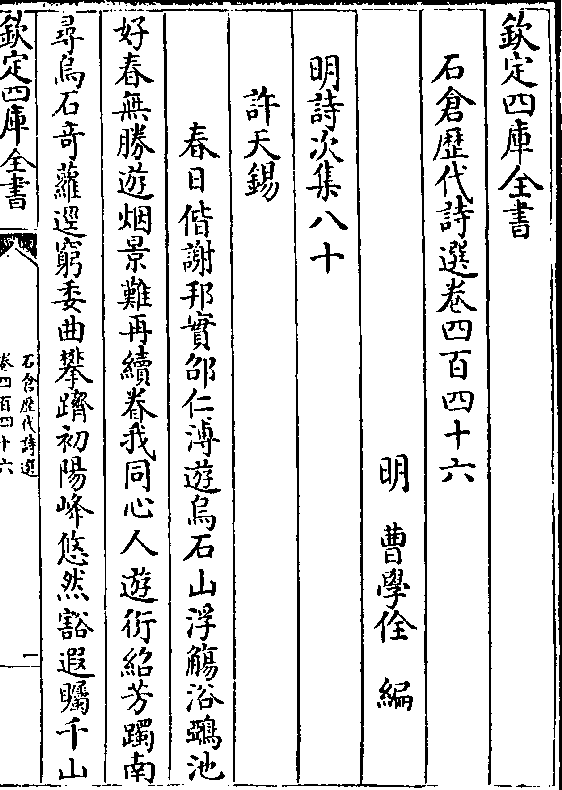 欽定四庫全書
石倉歴代詩選卷四百四十六
明　曹學佺　編
明詩次集八十
許天錫
春日偕謝邦實邵仁溥遊烏石山浮觴浴鵶池
好春無勝遊烟景難再續眷我同心人遊衍紹芳躅南
尋烏石竒蘿逕窮委曲攀躋初陽峰悠然豁遐矚千山
欽定四庫全書
石倉歴代詩選
卷四百四十六
一